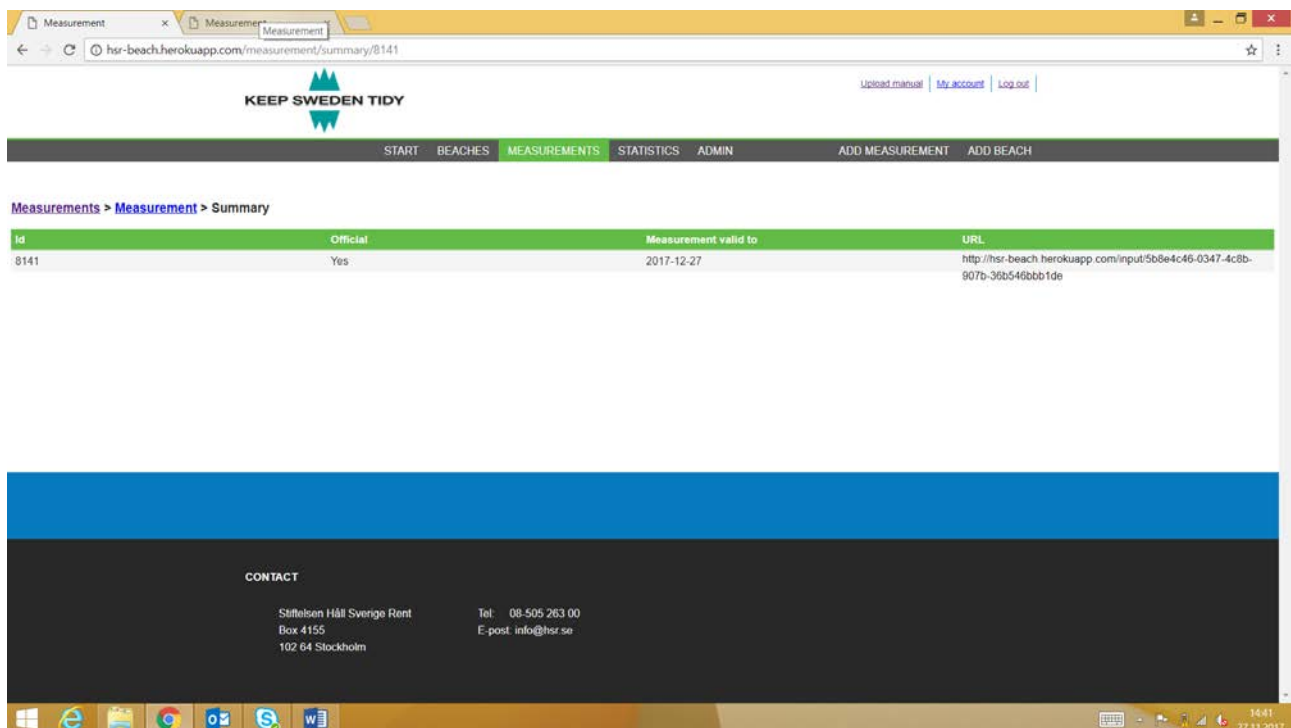 Measurement
Measurement
Measurement
hsr-beach.herokuapp.com/measurement/summary/8141
KEEP SWEDEN TIDY
Upload manual My account Log out
START BEACHES MEASUREMENTS STATISTICS ADMIN ADD MEASUREMENT ADD BEACH
Measurements > Measurement > Summary
Id Official Measurement valid to URL
8141 Yes 2017-12-27 http://hsr-beach.herokuapp.com/input/5b8e4c46-0347-4c8b-
907b-36b546bbb1de
CONTACT
Stiftelsen Håll Sverige Rent Tel: 08-505 263 00
Box 4155 E-post: info@hsr.se
102 64 Stockholm
14:41
27.11.2017